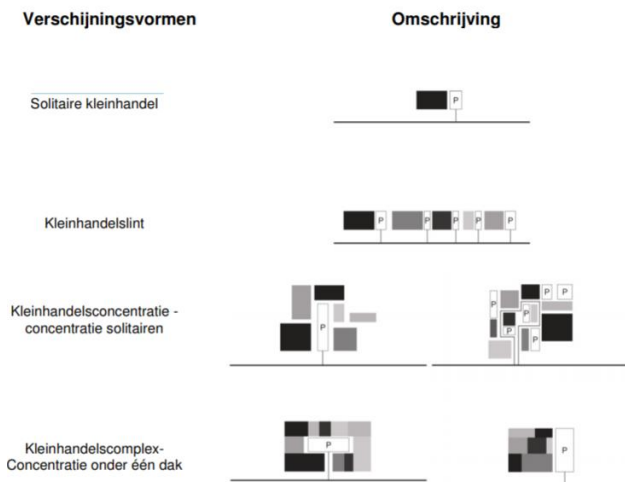 Verschijningsvormen Omschrijving
P
Solitaire kleinhandel
P P P P P
Kleinhandelslint
P P
P
P
Kleinhandelsconcentratie -
concentratie solitairen
P
P
P
P
Kleinhandelscomplex-
Concentratie onder één dak
P P